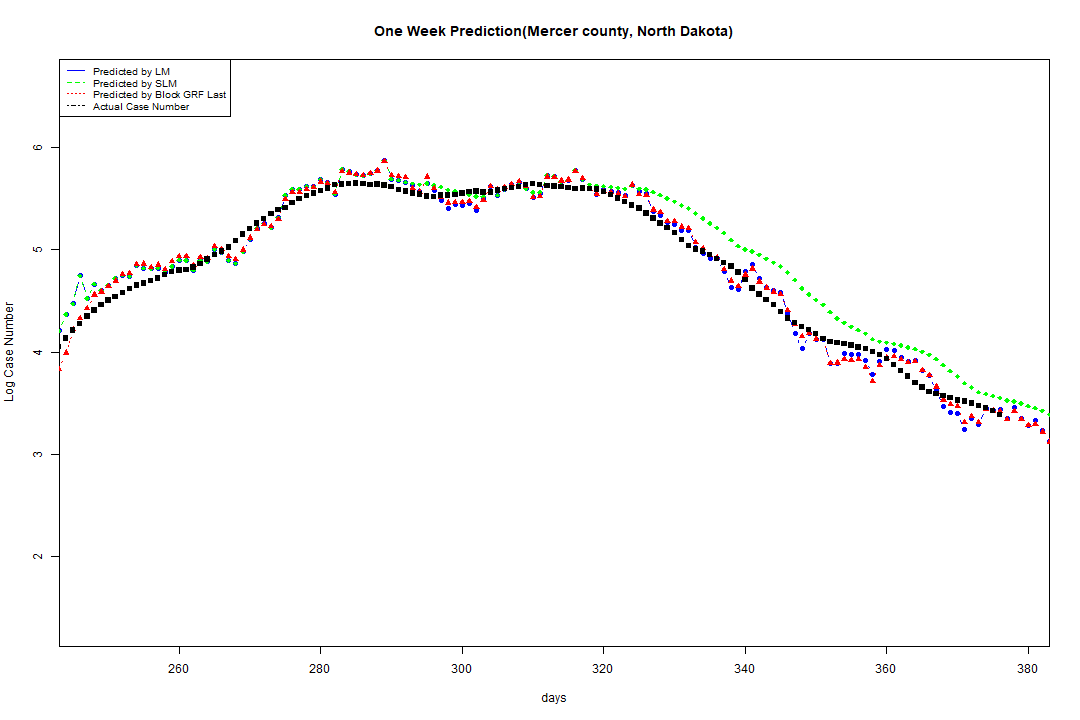 One Week Prediction(Mercer county, North Dakota)
Predicted by LM
Predicted by SLM
Predicted by Block GRF Last
Actual Case Number
Log Case Number
6
5
4
3
2
260 280 300 320 340 360 380
days